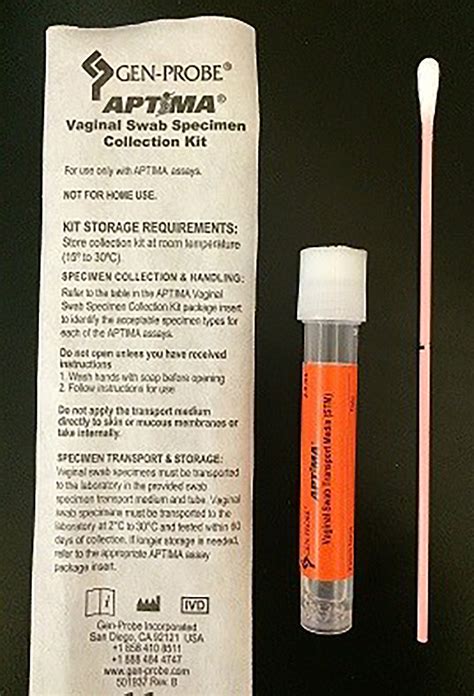 GEN-PROBE®
APTIMA®
Vaginal Swab Specimen
Collection Kit
For use only with APTIMA assays.
NOT FOR HOME USE.
KIT STORAGE REQUIREMENTS:
Store collection kit at room temperature
(15° to 30°C).
SPECIMEN COLLECTION & HANDLING:
Refer to the table in the APTIMA Vaginal
Swab Specimen Collection Kit package insert
to identify the acceptable specimen types for
each of the APTIMA assays.
Do not open unless you have received
instructions
1. Wash hands with soap before opening
2. Follow instructions for use
Do not apply the transport medium
directly to skin or mucous membranes or
take internally.
SPECIMEN TRANSPORT & STORAGE:
Vaginal swab specimens must be transported
to the laboratory in the provided swab
specimen transport medium and tube. Vaginal
swab specimens must be transported to the
laboratory at 2°C to 30°C and tested within 60
days of collection. If longer storage is needed,
refer to the appropriate APTIMA assay
package insert.
IVD
Gen-Probe Incorporated
San Diego, CA 92121 USA
+1 858 410 8511
+1 888 484 4747
www.gen-probe.com
501937 Rev. B
GEN-PROBE® APTIMA®
Vaginal Swab Transport Media (STM)